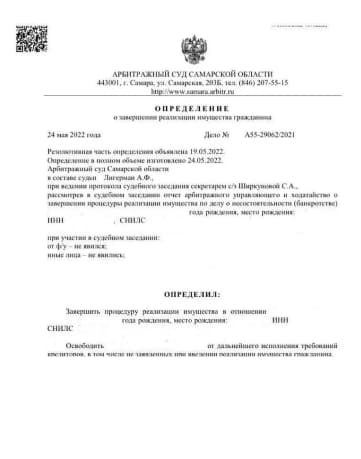 АРБИТРАЖНЫЙ СУД САМАРСКОЙ ОБЛАСТИ
443001, г. Самара, ул. Самарская, 203Б, тел. (846) 207-55-15
http://www.samara.arbitr.ru
ОПРЕДЕЛЕНИЕ
о завершении реализации имущества гражданина
24 мая 2022 года Дело № А55-29062/2021
Резолютивная часть определения объявлена 19.05.2022.
Определение в полном объеме изготовлено 24.05.2022.
Арбитражный суд Самарской области
в составе судьи Лигерман А.Ф.,
при ведении протокола судебного заседания секретарем с/з Ширкуновой С.А.,
рассмотрев в судебном заседании отчет арбитражного управляющего и ходатайство о
завершении процедуры реализации имущества по делу о несостоятельности (банкротстве)
года рождения, место рождения:
ИНН , СНИЛС
при участии в судебном заседании:
от ф/у – не явился;
иные лица – не явились;
ОПРЕДЕЛИЛ:
Завершить процедуру реализации имущества в отношении
года рождения, место рождения: ИНН
СНИЛС
Освободить от дальнейшего исполнения требований
кредиторов, в том числе не заявленных при введении реализации имущества гражданина.